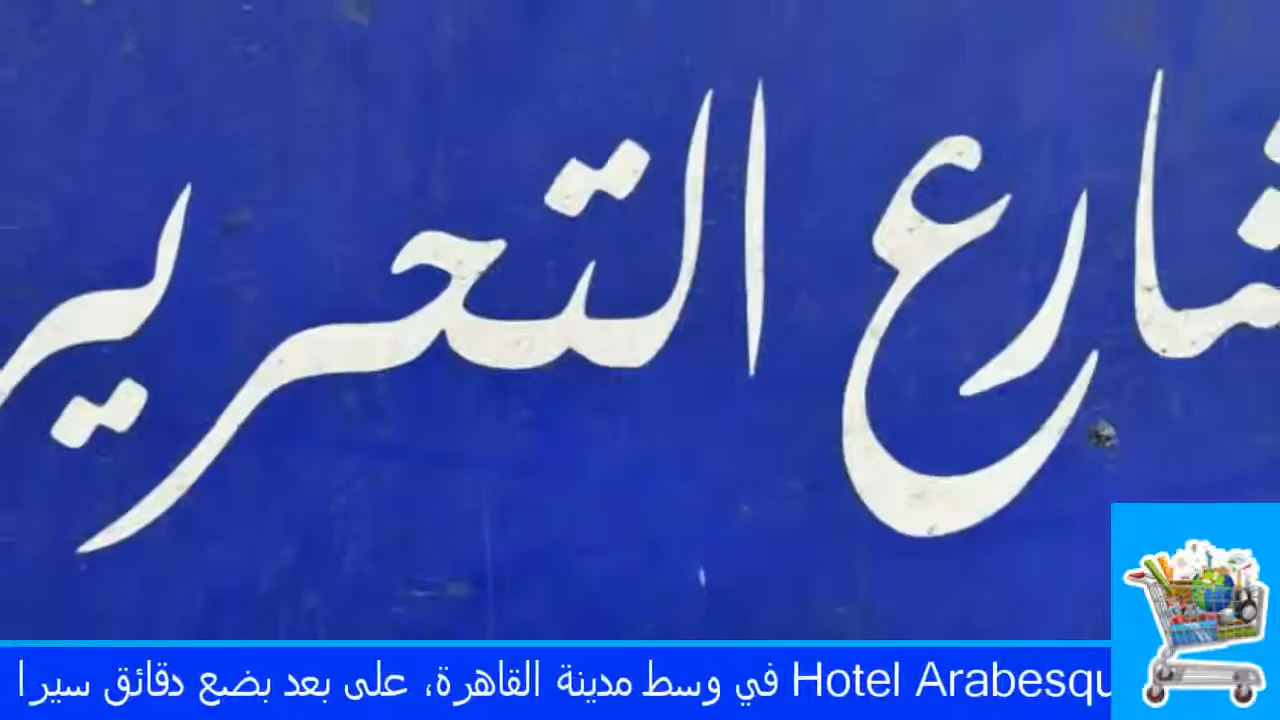 شارع التحرير
Hotel Arabesqu في وسط مدينة القاهرة، على بعد بضع دقائق سيرا